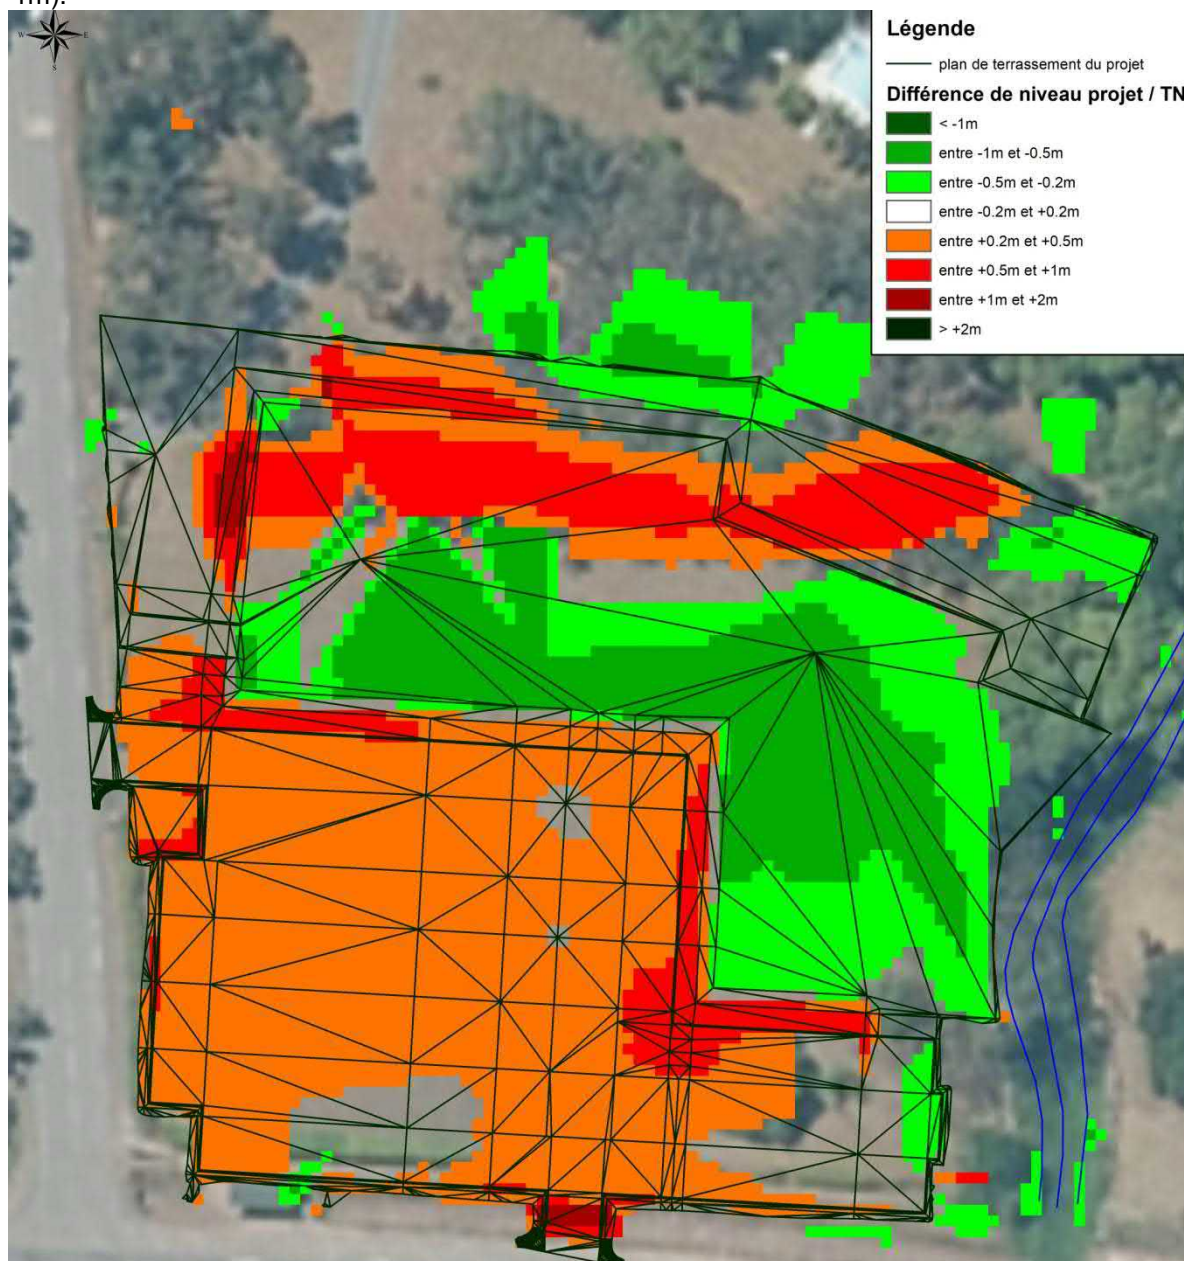 1m).
W E
S
Légende
plan de terrassement du projet
Différence de niveau projet / TN
< -1m
entre -1m et -0.5m
entre -0.5m et -0.2m
entre -0.2m et +0.2m
entre +0.2m et +0.5m
entre +0.5m et +1m
entre +1m et +2m
> +2m